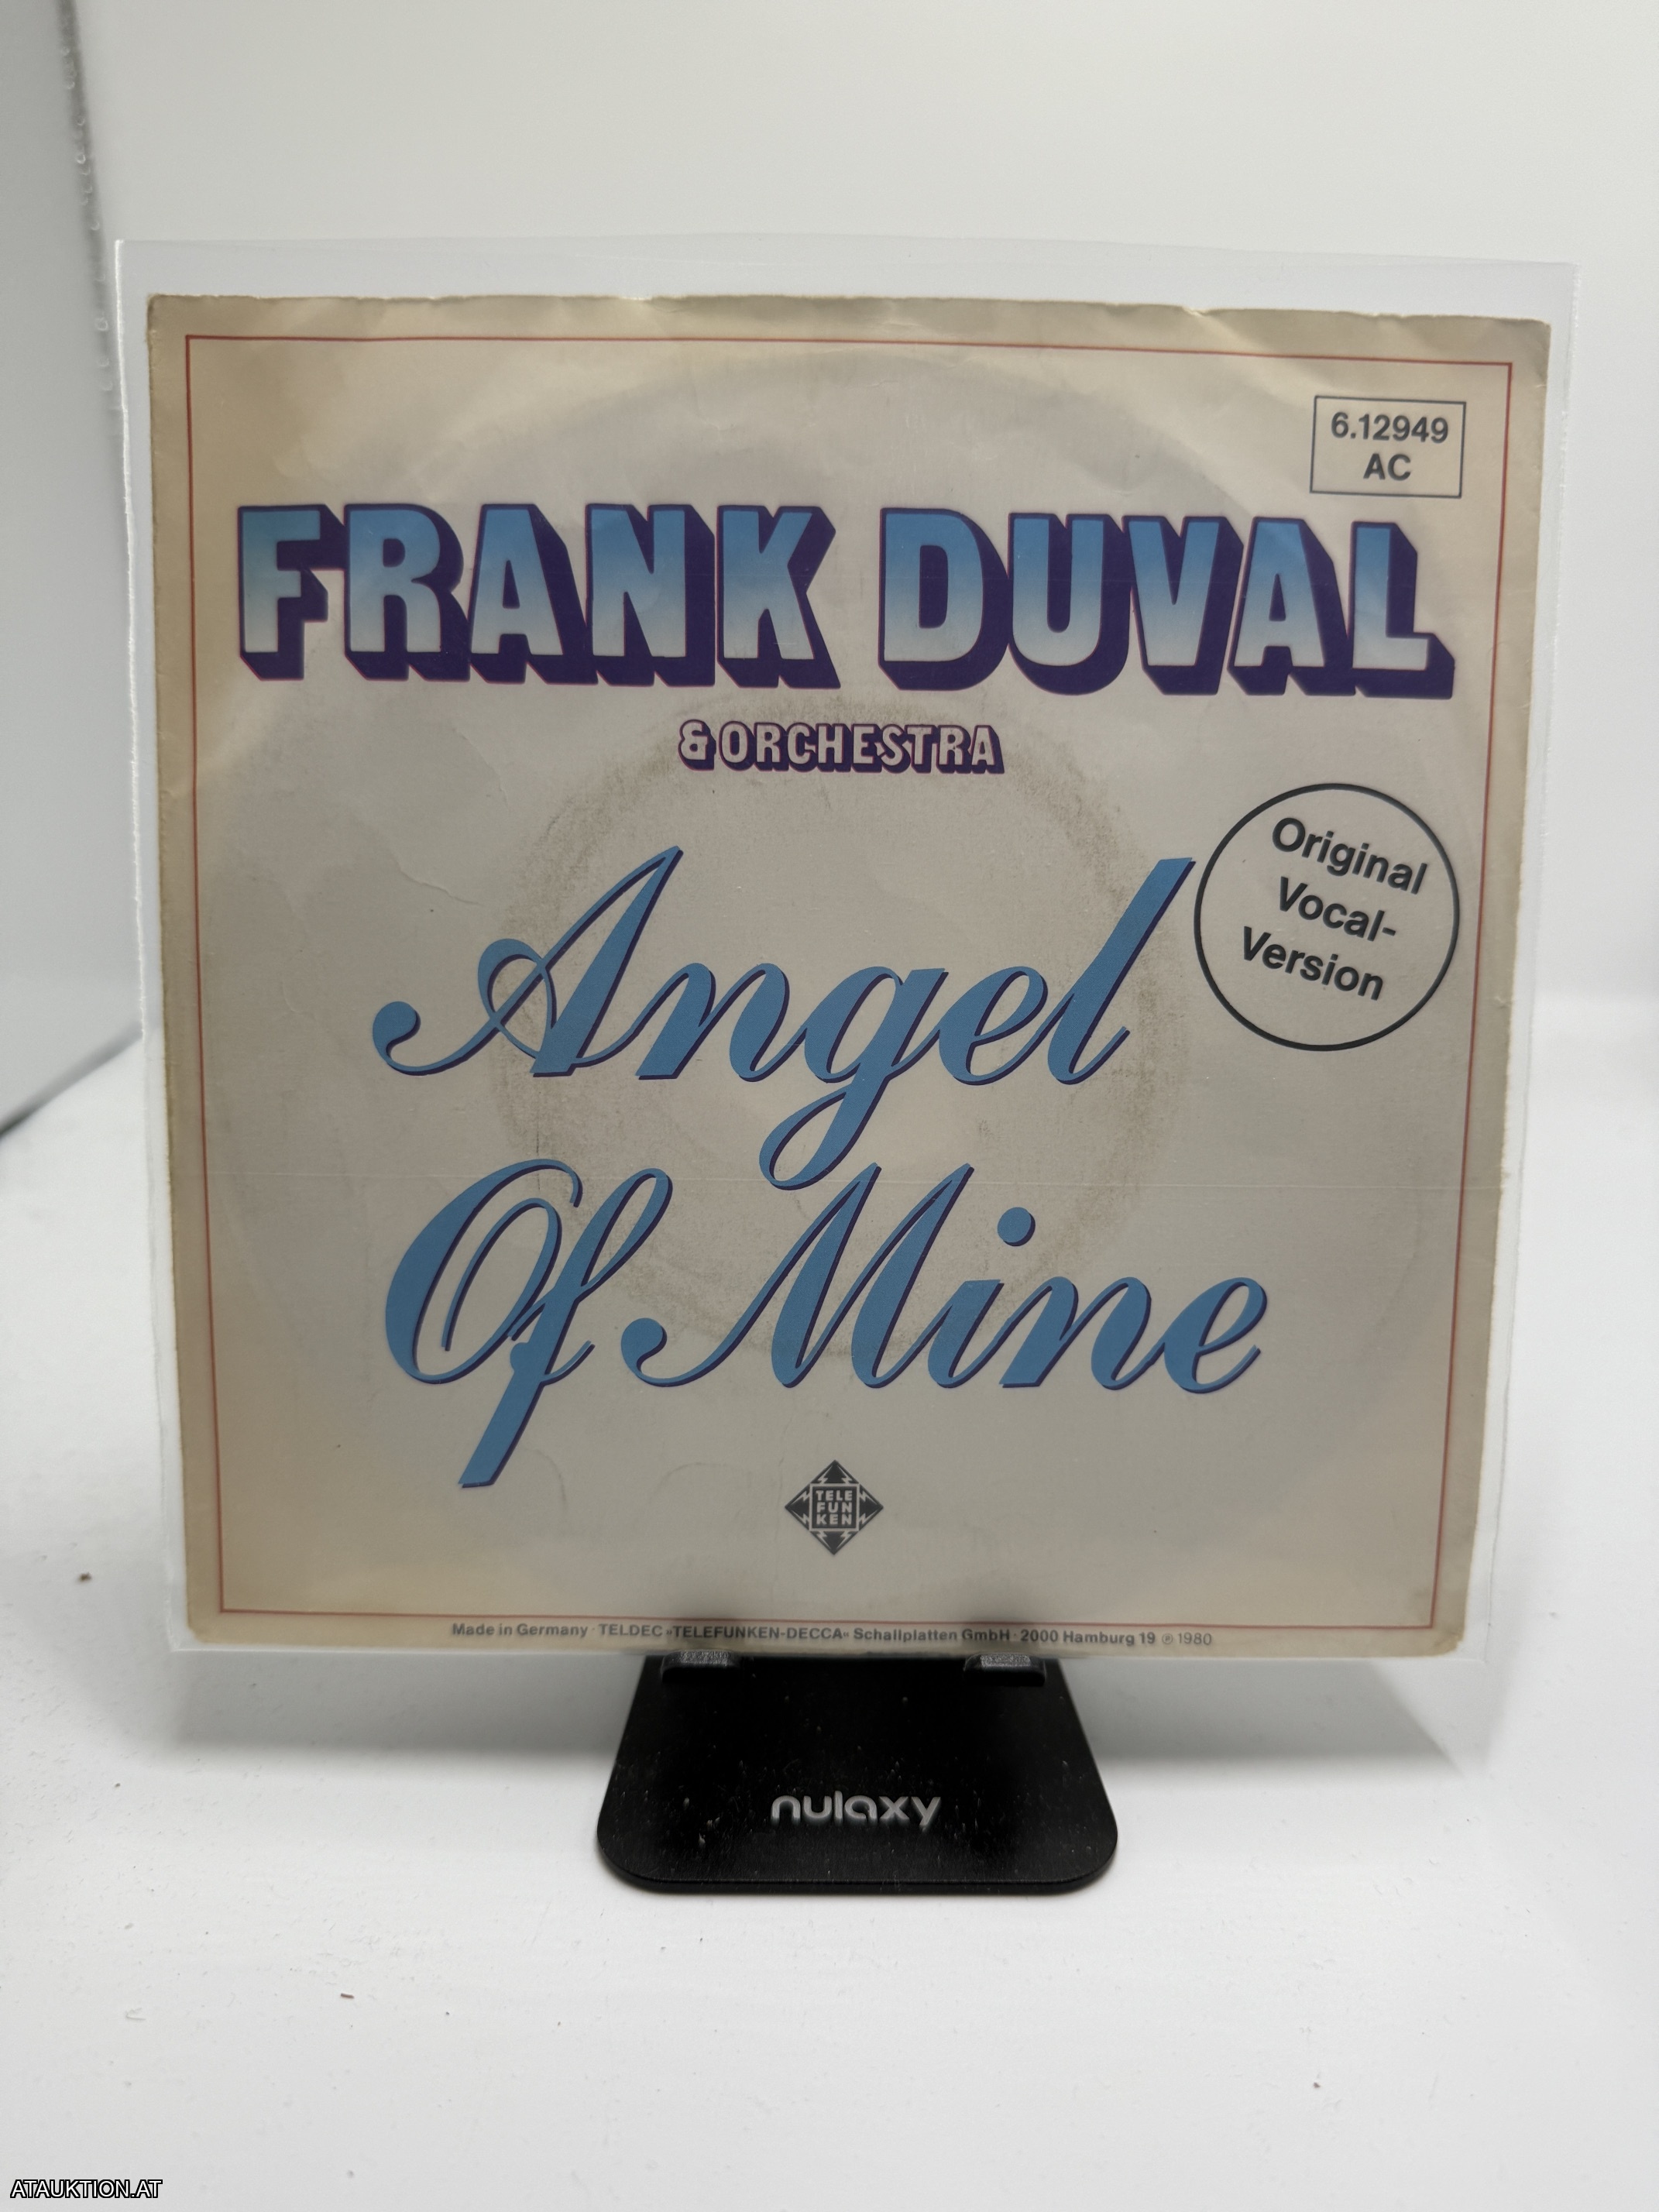 6.12949
AC
FRANK DUVAL
& ORCHESTRA
Original
Vocal-
Version
Angel
Of Mine
TELE
FUN
KEN
Made in Germany · TELDEC »TELEFUNKEN-DECCA« Schallplatten GmbH · 2000 Hamburg 19 ℗ 1980
nulaxy
ATAUKTION.AT